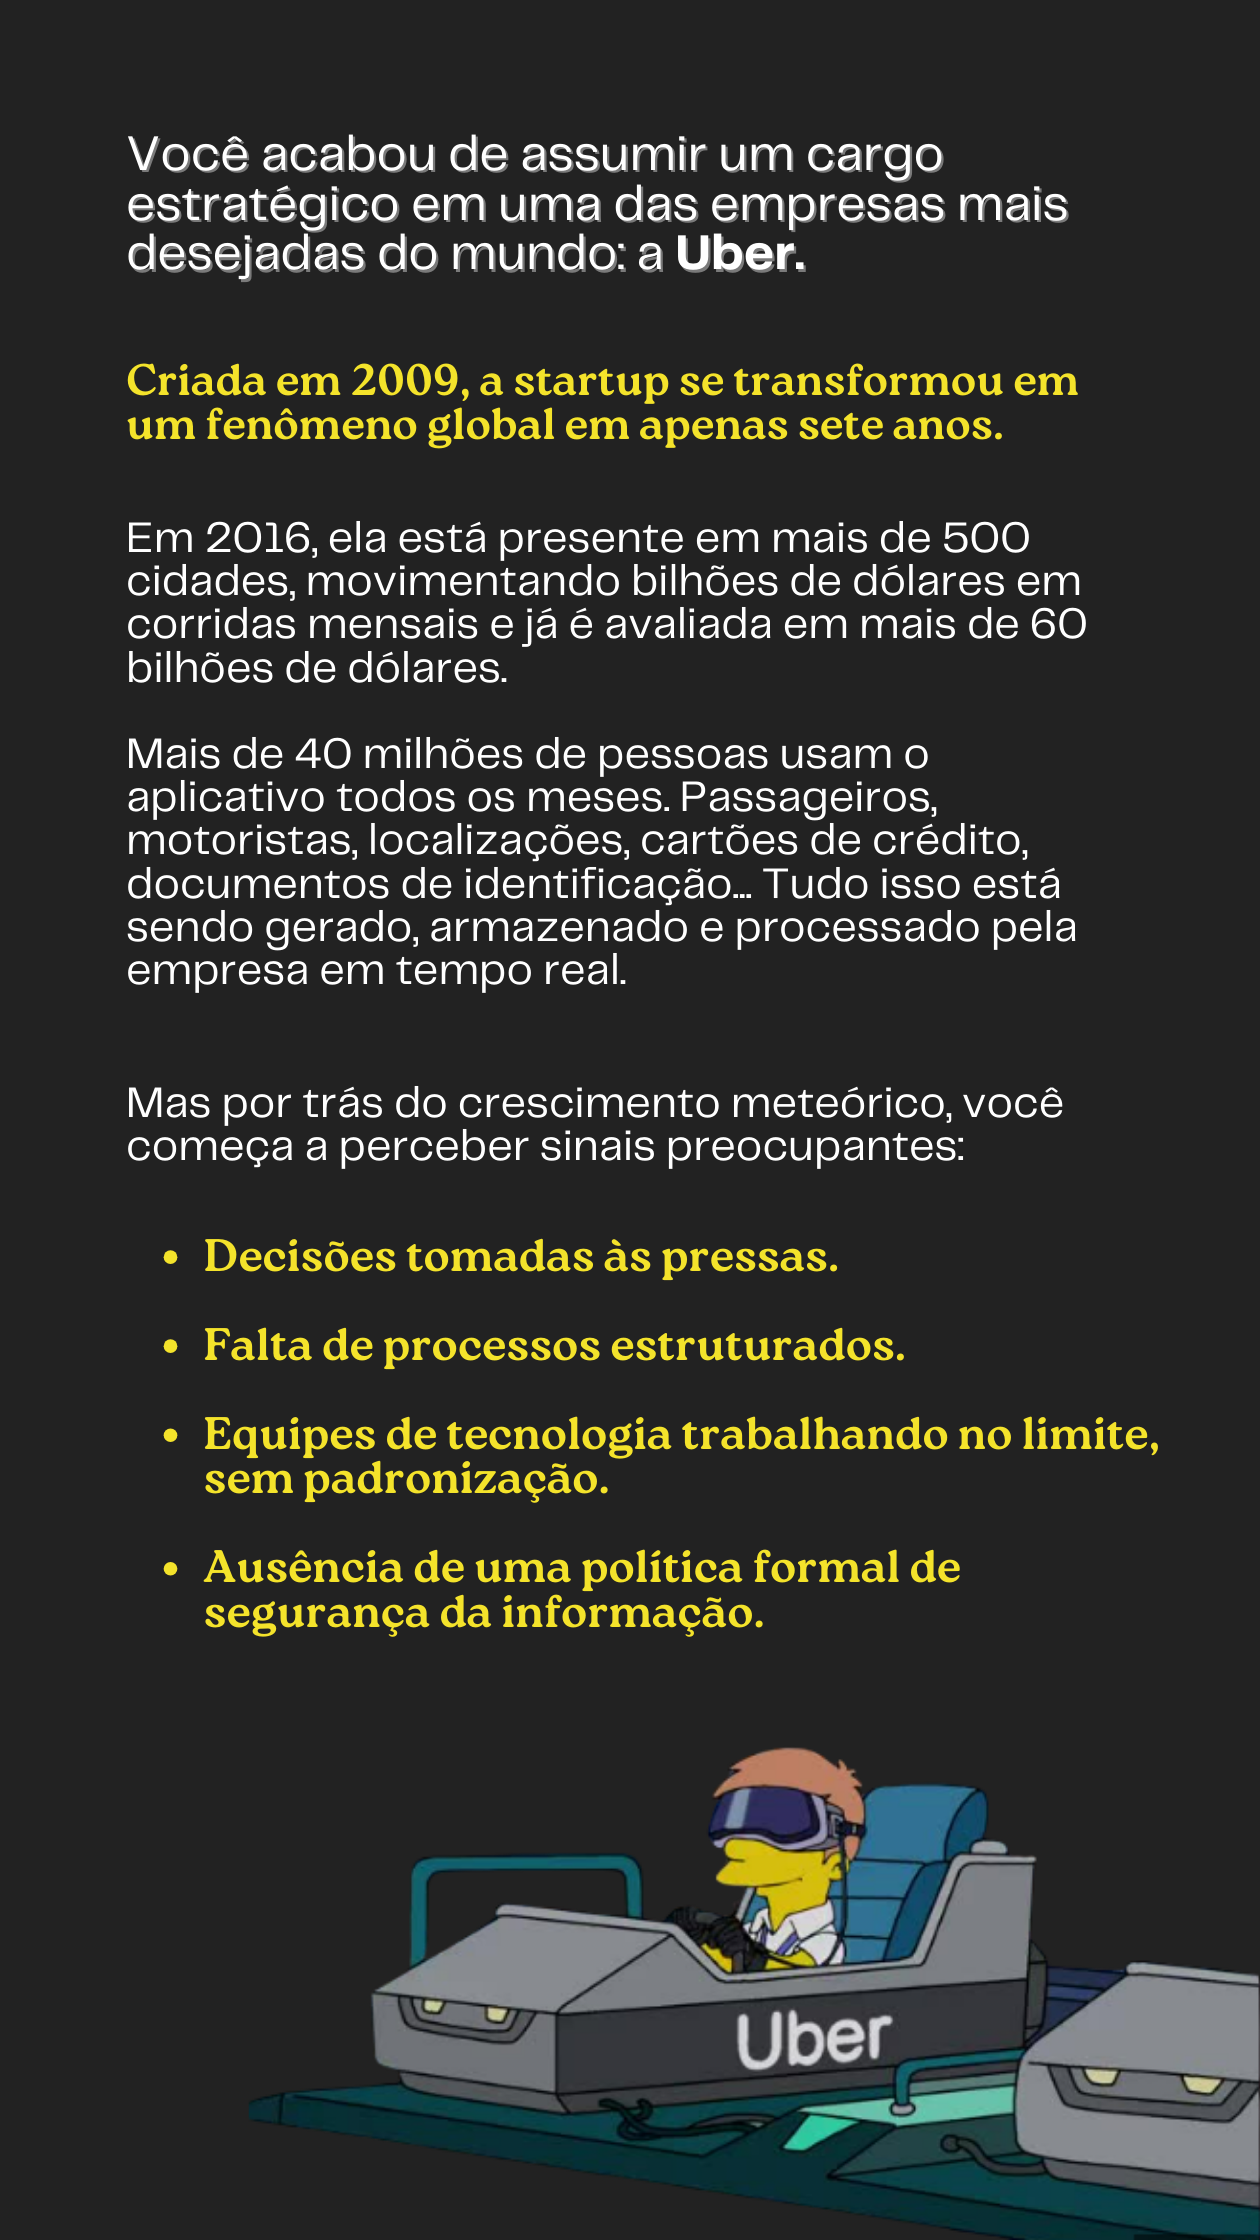 Você acabou de assumir um cargo
estratégico em uma das empresas mais
desejadas do mundo: a Uber.
Criada em 2009, a startup se transformou em
um fenômeno global em apenas sete anos.
Em 2016, ela está presente em mais de 500
cidades, movimentando bilhões de dólares em
corridas mensais e já é avaliada em mais de 60
bilhões de dólares.
Mais de 40 milhões de pessoas usam o
aplicativo todos os meses. Passageiros,
motoristas, localizações, cartões de crédito,
documentos de identificação... Tudo isso está
sendo gerado, armazenado e processado pela
empresa em tempo real.
Mas por trás do crescimento meteórico, você
começa a perceber sinais preocupantes:
• Decisões tomadas às pressas.
• Falta de processos estruturados.
• Equipes de tecnologia trabalhando no limite,
sem padronização.
• Ausência de uma política formal de
segurança da informação.
Uber